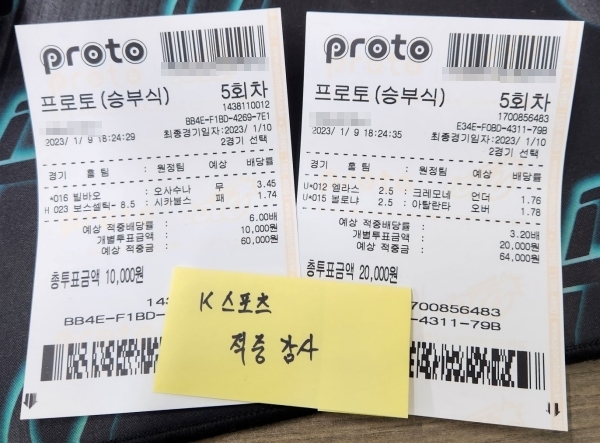 proto
프로토(승부식) 5회차
1438110012
BB4E-F1BD-4269-7E1
2023/ 1/ 9 18:24:29 최종경기일자:2023/ 1/10
2경기 선택
경기 홈 팀 : 원정팀 예상 배당률
*016 빌바오 : 오사수나 무 3.45
H 023 보스셀틱- 8.5 : 시카불스 패 1.74
예상 적중배당률 : 6.00배
개별투표금액 : 10,000원
예상 적중금 : 60,000원
총투표금액 10,000원
143
BB4E-F1BD-
proto
프로토(승부식) 5회차
1700856483
E34E-F0BD-4311-79B
2023/ 1/ 9 18:24:35 최종경기일자:2023/ 1/10
2경기 선택
경기 홈 팀 : 원정팀 예상 배당률
U*012 엘라스 2.5 : 크레모네 언더 1.76
U*015 볼로냐 2.5 : 아탈란타 오버 1.78
예상 적중배당률 : 3.20배
개별투표금액 : 20,000원
예상 적중금 : 64,000원
총투표금액 20,000원
700856483
-4311-79B
K 스포츠
적중 감사